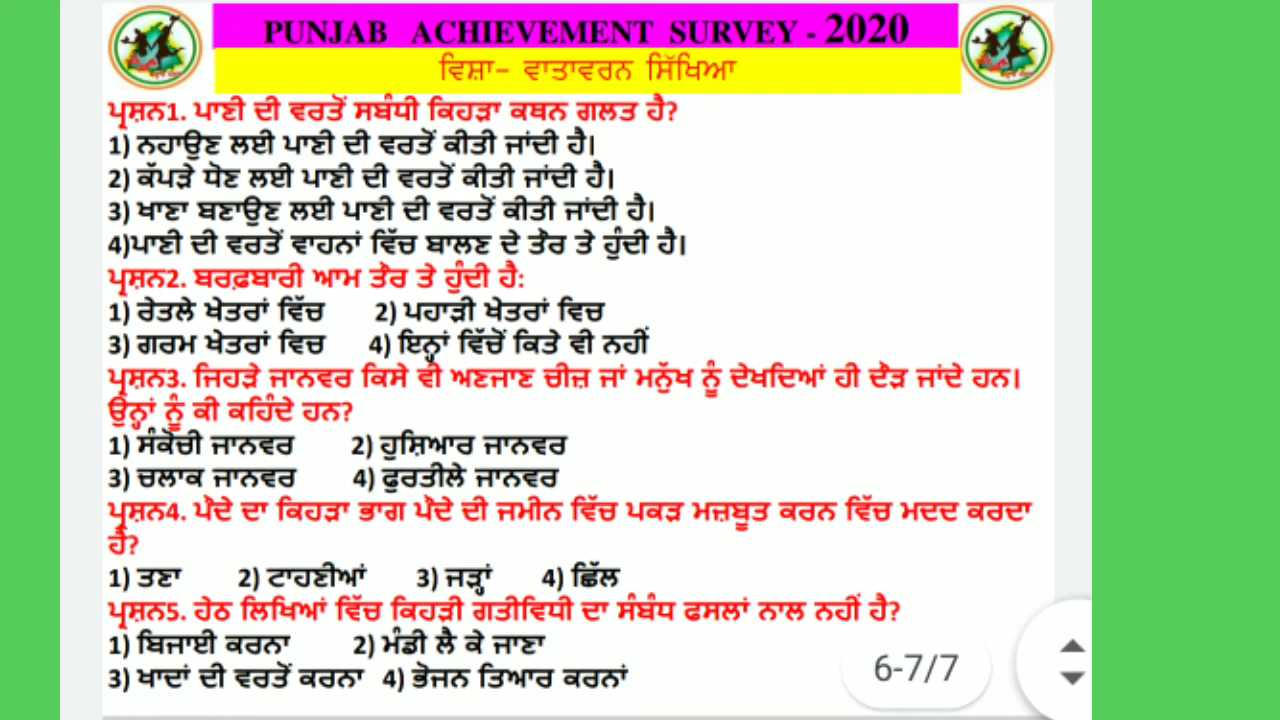 PUNJAB ACHIEVEMENT SURVEY - 2020
ਵਿਸ਼ਾ- ਵਾਤਾਵਰਨ ਸਿੱਖਿਆ
ਪ੍ਰਸ਼ਨ1. ਪਾਣੀ ਦੀ ਵਰਤੋਂ ਸਬੰਧੀ ਕਿਹੜਾ ਕਥਨ ਗਲਤ ਹੈ?
1) ਨਹਾਉਣ ਲਈ ਪਾਣੀ ਦੀ ਵਰਤੋਂ ਕੀਤੀ ਜਾਂਦੀ ਹੈ।
2) ਕੱਪੜੇ ਧੋਣ ਲਈ ਪਾਣੀ ਦੀ ਵਰਤੋਂ ਕੀਤੀ ਜਾਂਦੀ ਹੈ।
3) ਖਾਣਾ ਬਣਾਉਣ ਲਈ ਪਾਣੀ ਦੀ ਵਰਤੋਂ ਕੀਤੀ ਜਾਂਦੀ ਹੈ।
4)ਪਾਣੀ ਦੀ ਵਰਤੋਂ ਵਾਹਨਾਂ ਵਿੱਚ ਬਾਲਣ ਦੇ ਤੌਰ ਤੇ ਹੁੰਦੀ ਹੈ।
ਪ੍ਰਸ਼ਨ2. ਬਰਫ਼ਬਾਰੀ ਆਮ ਤੌਰ ਤੇ ਹੁੰਦੀ ਹੈ:
1) ਰੇਤਲੇ ਖੇਤਰਾਂ ਵਿੱਚ 2) ਪਹਾੜੀ ਖੇਤਰਾਂ ਵਿਚ
3) ਗਰਮ ਖੇਤਰਾਂ ਵਿਚ 4) ਇਨ੍ਹਾਂ ਵਿੱਚੋਂ ਕਿਤੇ ਵੀ ਨਹੀਂ
ਪ੍ਰਸ਼ਨ3. ਜਿਹੜੇ ਜਾਨਵਰ ਕਿਸੇ ਵੀ ਅਣਜਾਣ ਚੀਜ਼ ਜਾਂ ਮਨੁੱਖ ਨੂੰ ਦੇਖਦਿਆਂ ਹੀ ਦੌੜ ਜਾਂਦੇ ਹਨ।
ਉਨ੍ਹਾਂ ਨੂੰ ਕੀ ਕਹਿੰਦੇ ਹਨ?
1) ਸੰਕੋਚੀ ਜਾਨਵਰ 2) ਹੁਸ਼ਿਆਰ ਜਾਨਵਰ
3) ਚਲਾਕ ਜਾਨਵਰ 4) ਫੁਰਤੀਲੇ ਜਾਨਵਰ
ਪ੍ਰਸ਼ਨ4. ਪੌਦੇ ਦਾ ਕਿਹੜਾ ਭਾਗ ਪੌਦੇ ਦੀ ਜਮੀਨ ਵਿੱਚ ਪਕੜ ਮਜ਼ਬੂਤ ਕਰਨ ਵਿੱਚ ਮਦਦ ਕਰਦਾ
ਹੈ?
1) ਤਣਾ 2) ਟਾਹਣੀਆਂ 3) ਜੜ੍ਹਾਂ 4) ਛਿੱਲ
ਪ੍ਰਸ਼ਨ5. ਹੇਠ ਲਿਖਿਆਂ ਵਿੱਚ ਕਿਹੜੀ ਗਤੀਵਿਧੀ ਦਾ ਸੰਬੰਧ ਫਸਲਾਂ ਨਾਲ ਨਹੀਂ ਹੈ?
1) ਬਿਜਾਈ ਕਰਨਾ 2) ਮੰਡੀ ਲੈ ਕੇ ਜਾਣਾ
3) ਖਾਦਾਂ ਦੀ ਵਰਤੋਂ ਕਰਨਾ 4) ਭੋਜਨ ਤਿਆਰ ਕਰਨਾਂ
6-7/7